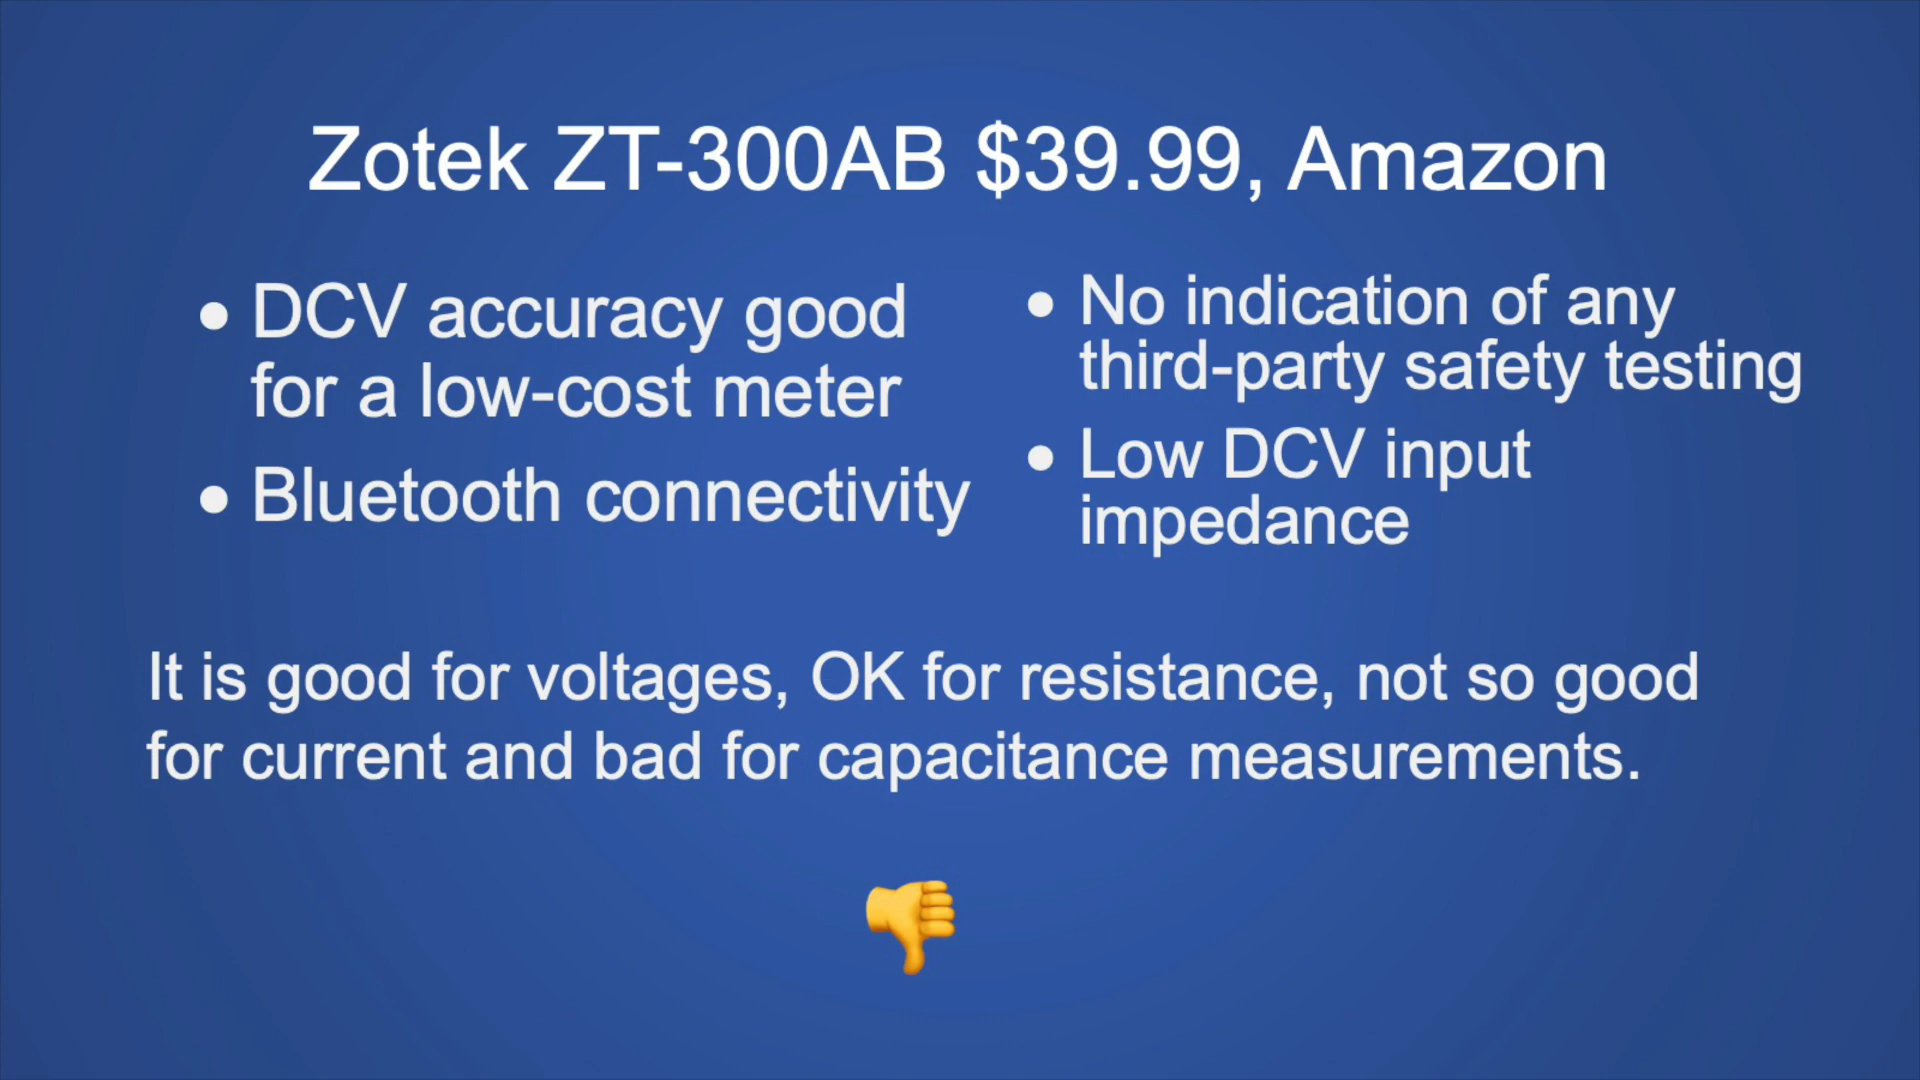 Zotek ZT-300AB $39.99, Amazon
• DCV accuracy good
for a low-cost meter
• Bluetooth connectivity
• No indication of any
third-party safety testing
• Low DCV input
impedance
It is good for voltages, OK for resistance, not so good
for current and bad for capacitance measurements.